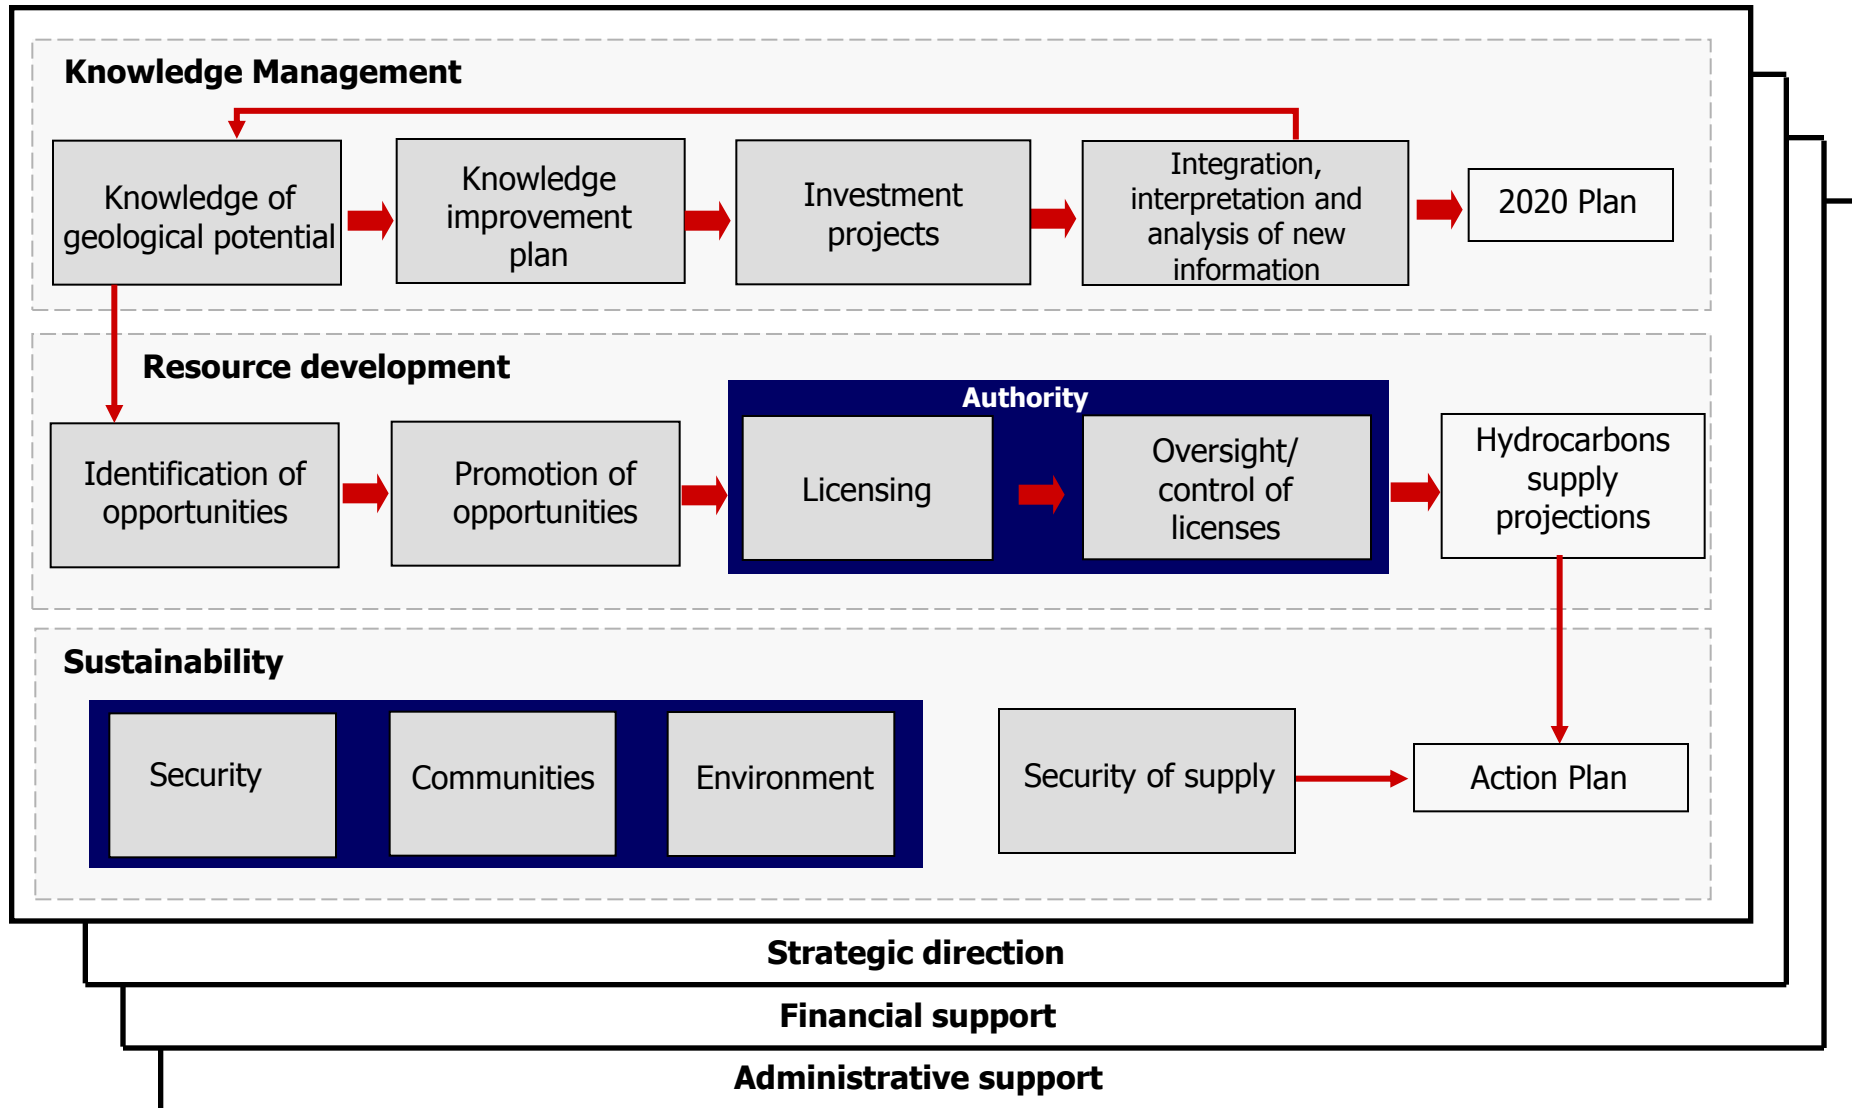 Knowledge Management
Knowledge of
geological potential
Knowledge
improvement
plan
Investment
projects
Integration,
interpretation and
analysis of new
information
2020 Plan
Resource development
Identification of
opportunities
Promotion of
opportunities
Authority
Licensing
Oversight/
control of
licenses
Hydrocarbons
supply
projections
Sustainability
Security
Communities
Environment
Security of supply
Action Plan
Strategic direction
Financial support
Administrative support